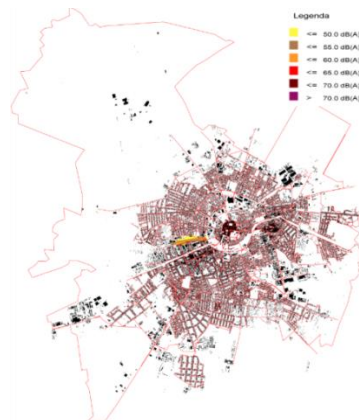 Legenda
<= 50.0 dB(A)
<= 55.0 dB(A)
<= 60.0 dB(A)
<= 65.0 dB(A)
<= 70.0 dB(A)
> 70.0 dB(A)